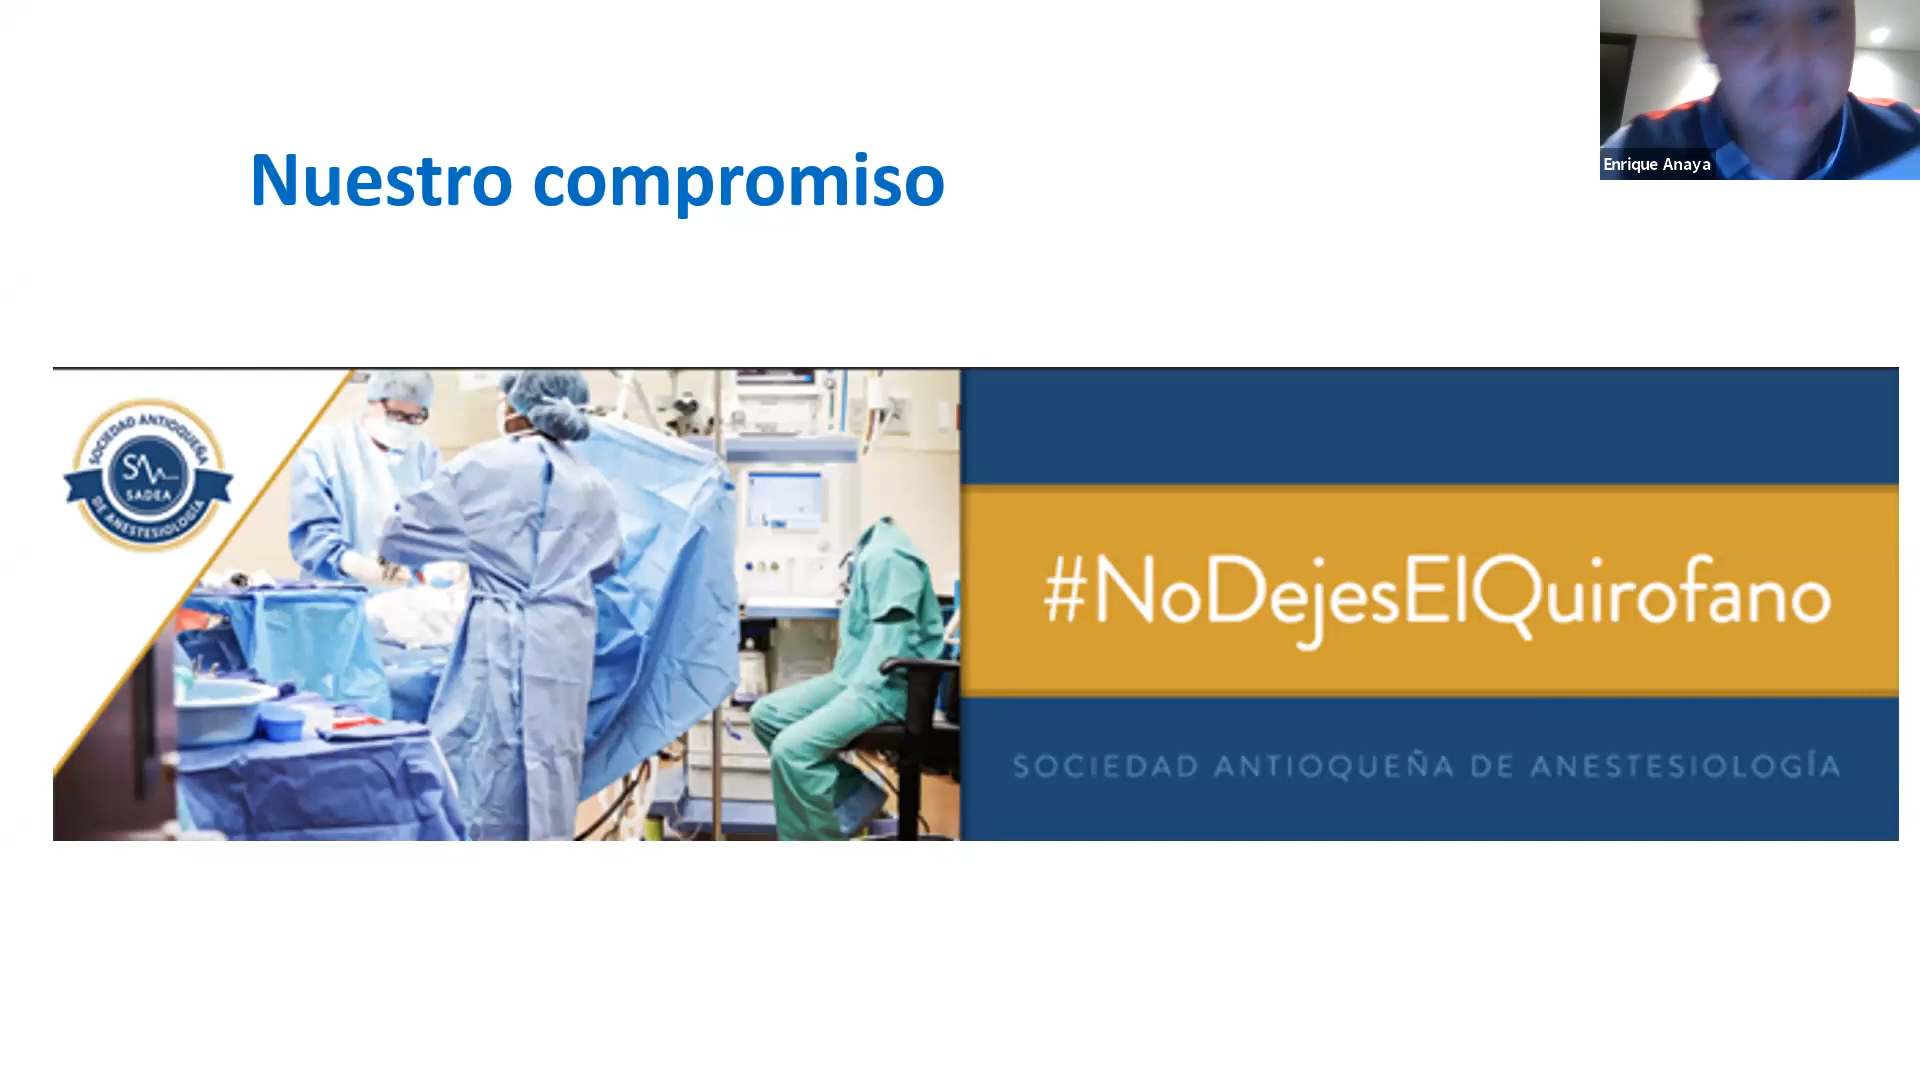 Nuestro compromiso
Enrique Anaya
SOCIEDAD ANTIOQUEÑA
SADEA
DE ANESTESIOLOGÍA
#NoDejesElQuirofano
SOCIEDAD ANTIOQUEÑA DE ANESTESIOLOGÍA